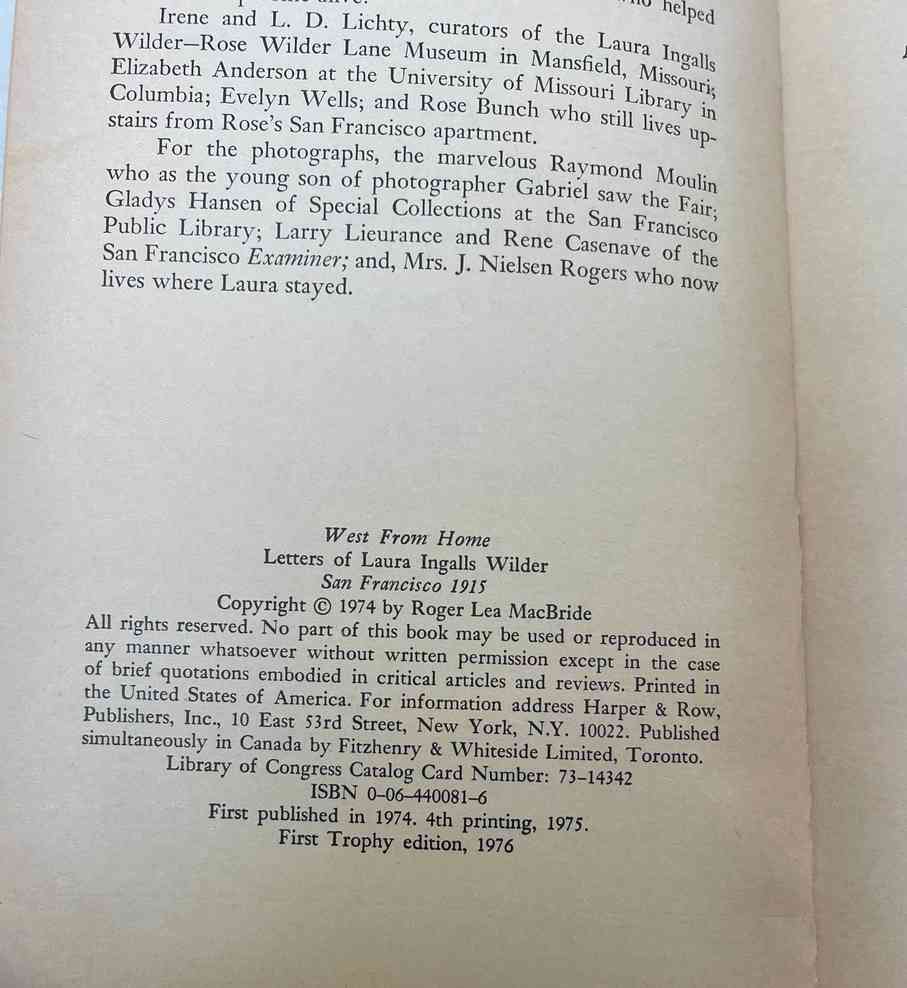 helped
Irene and L. D. Lichty, curators of the Laura Ingalls
Wilder—Rose Wilder Lane Museum in Mansfield, Missouri;
Elizabeth Anderson at the University of Missouri Library in
Columbia; Evelyn Wells; and Rose Bunch who still lives up-
stairs from Rose's San Francisco apartment.
For the photographs, the marvelous Raymond Moulin
who as the young son of photographer Gabriel saw the Fair;
Gladys Hansen of Special Collections at the San Francisco
Public Library; Larry Lieurance and Rene Casenave of the
San Francisco Examiner; and, Mrs. J. Nielsen Rogers who now
lives where Laura stayed.
West From Home
Letters of Laura Ingalls Wilder
San Francisco 1915
Copyright © 1974 by Roger Lea MacBride
All rights reserved. No part of this book may be used or reproduced in
any manner whatsoever without written permission except in the case
of brief quotations embodied in critical articles and reviews. Printed in
the United States of America. For information address Harper & Row,
Publishers, Inc., 10 East 53rd Street, New York, N.Y. 10022. Published
simultaneously in Canada by Fitzhenry & Whiteside Limited, Toronto.
Library of Congress Catalog Card Number: 73–14342
ISBN 0–06–440081–6
First published in 1974. 4th printing, 1975.
First Trophy edition, 1976